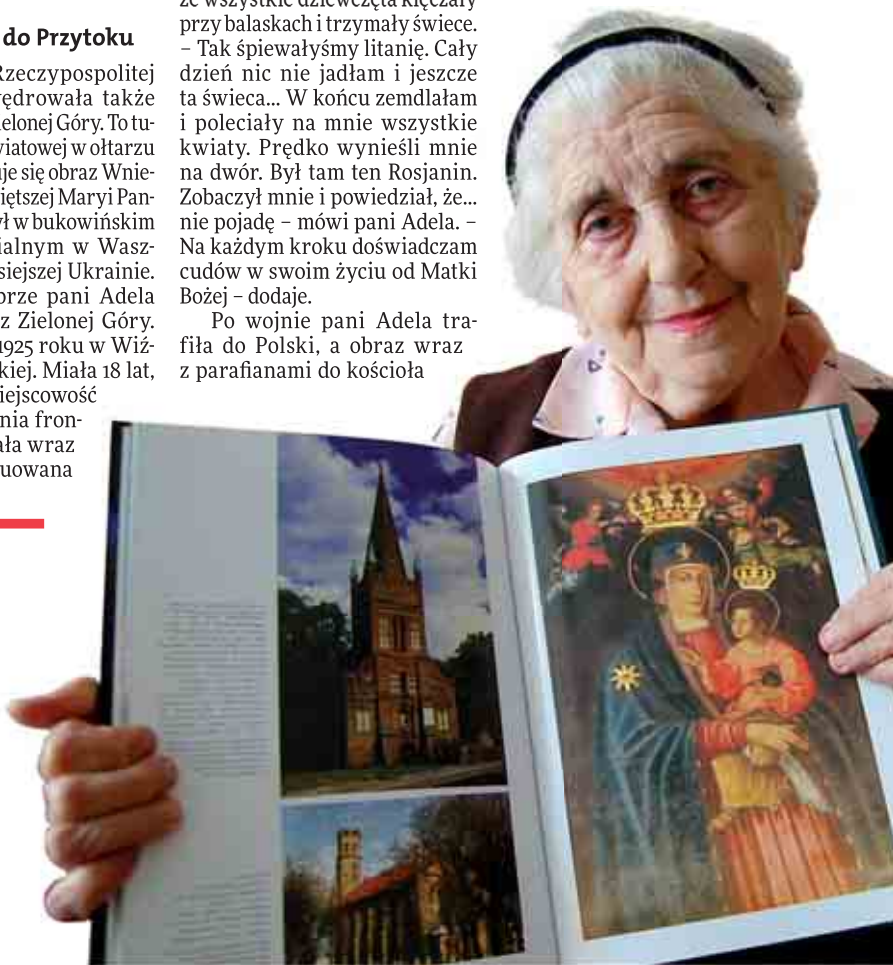 do Przytoku
Rzeczypospolitej
ędrowała także
ielonej Góry. To tu-
wiatowej w ołtarzu
uje się obraz Wnie-
iętszej Maryi Pan-
ył w bukowińskim
ialnym w Wasz-
siejszej Ukrainie.
brze pani Adela
z Zielonej Góry.
1925 roku w Wiż-
kiej. Miała 18 lat,
iejscowość
nia fron-
ała wraz
uowana
że wszystkie dziewczęta klęczały
przy balaskach i trzymały świece.
– Tak śpiewałyśmy litanię. Cały
dzień nic nie jadłam i jeszcze
ta świeca... W końcu zemdlałam
i poleciały na mnie wszystkie
kwiaty. Prędko wynieśli mnie
na dwór. Był tam ten Rosjanin.
Zobaczył mnie i powiedział, że...
nie pojadę – mówi pani Adela. –
Na każdym kroku doświadczam
cudów w swoim życiu od Matki
Bożej – dodaje.
Po wojnie pani Adela tra-
fiła do Polski, a obraz wraz
z parafianami do kościoła